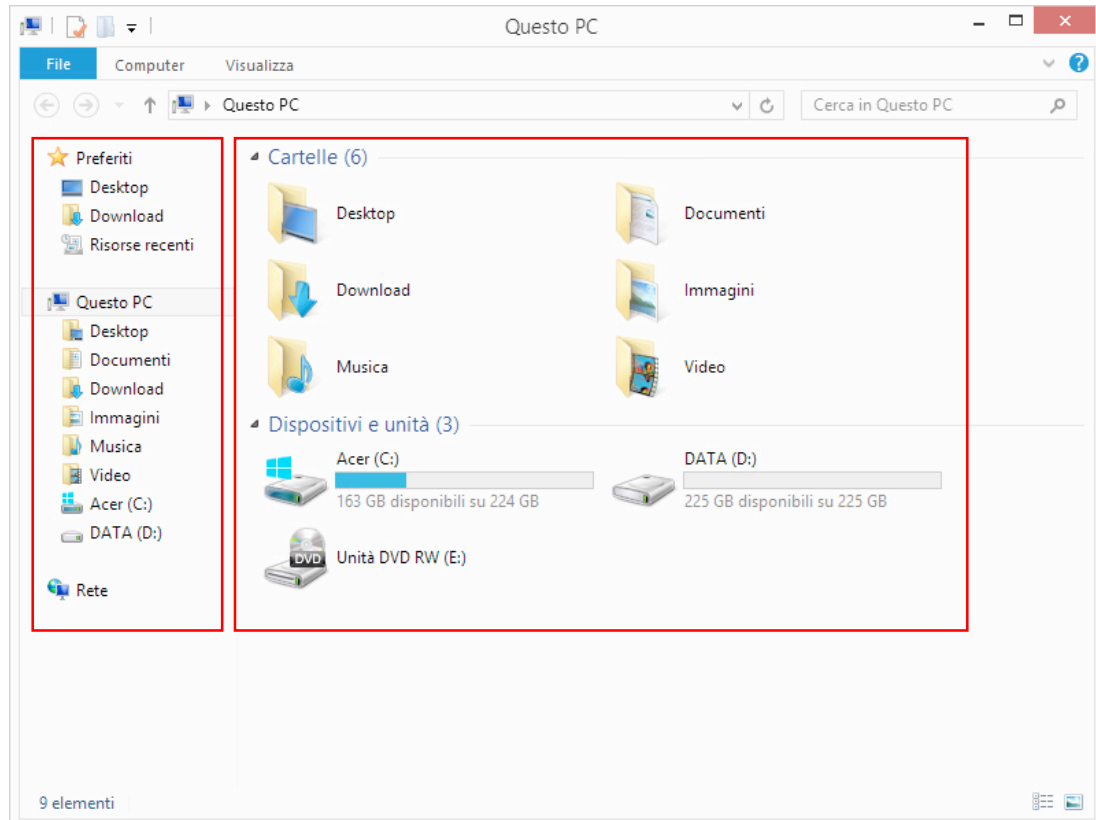 Questo PC
File Computer Visualizza
Questo PC
Cerca in Questo PC
Preferiti
Desktop
Download
Risorse recenti
Questo PC
Desktop
Documenti
Download
Immagini
Musica
Video
Acer (C:)
DATA (D:)
Rete
Cartelle (6)
Desktop
Documenti
Download
Immagini
Musica
Video
Dispositivi e unità (3)
Acer (C:)
163 GB disponibili su 224 GB
DATA (D:)
225 GB disponibili su 225 GB
DVD
Unità DVD RW (E:)
9 elementi